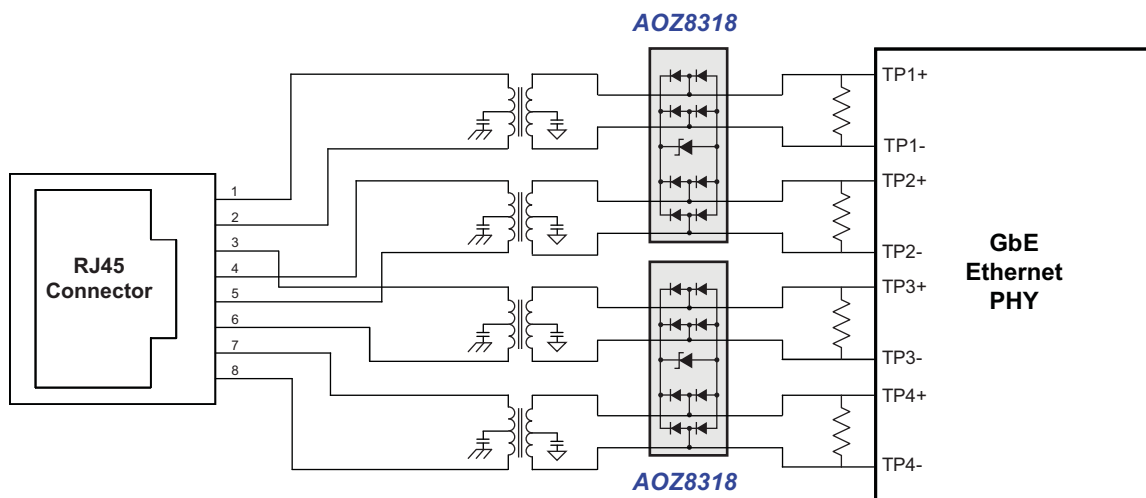 AOZ8318
TP1+
TP1-
TP2+
TP2-
TP3+
TP3-
TP4+
TP4-
GbE
Ethernet
PHY
RJ45
Connector
1
2
3
4
5
6
7
8
AOZ8318